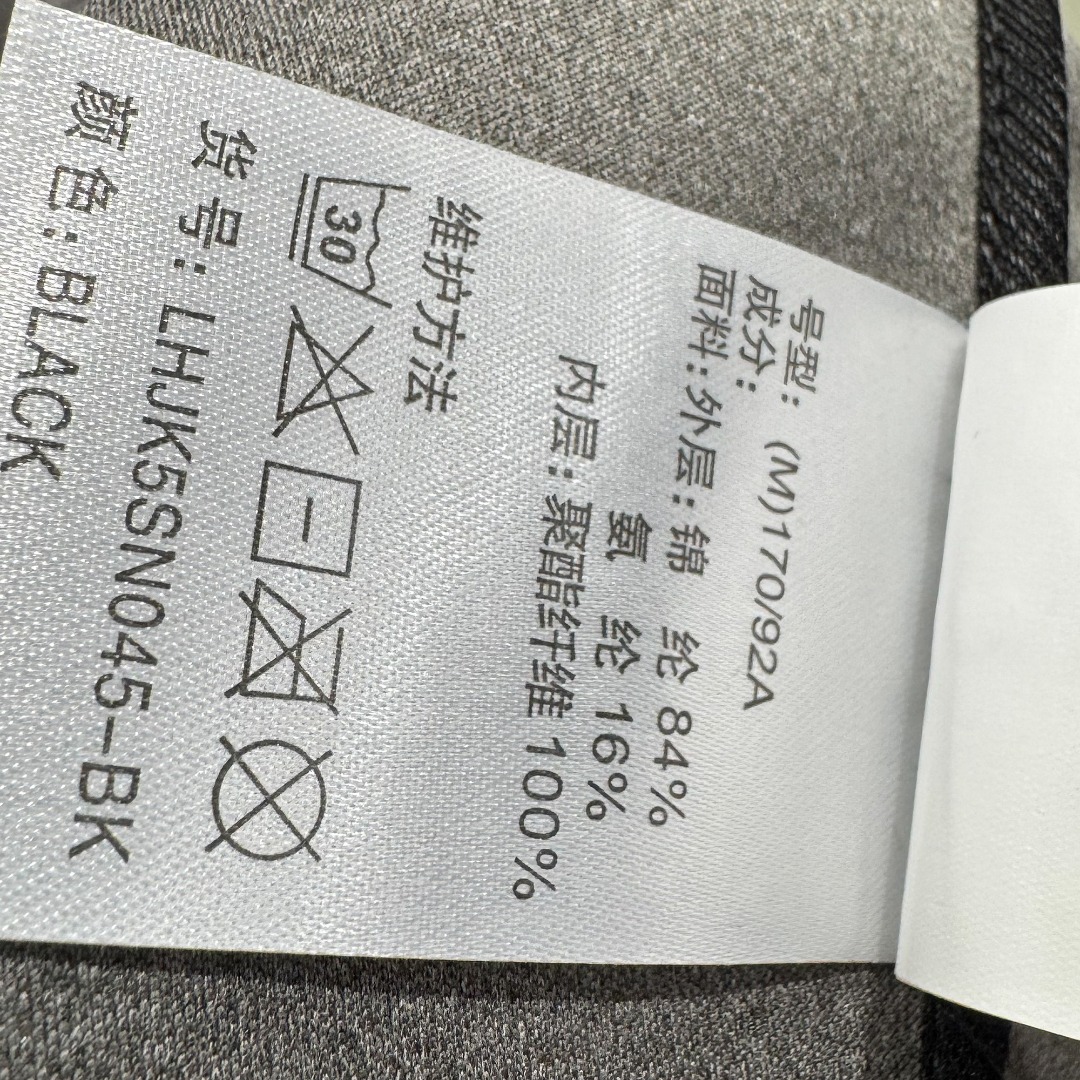 号型：(M)170/92A
成分：
面料：外层：锦 纶 84%
氨 纶 16%
内层：聚酯纤维 100%
维护方法
30
货号：LHJK5SN045-BK
颜色：BLACK